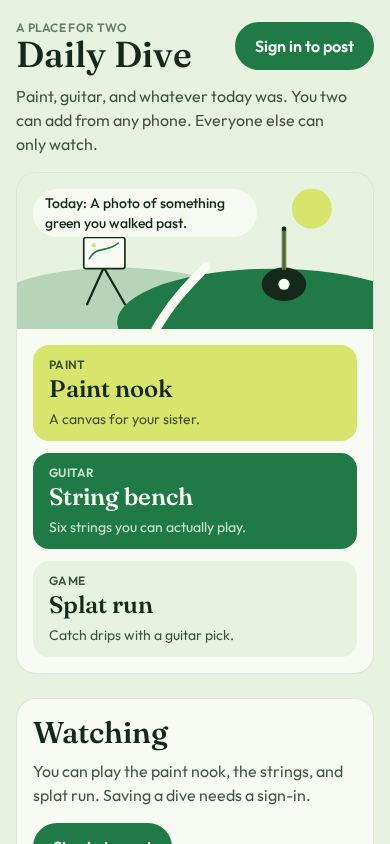 A PLACE FOR TWO
Daily Dive
Sign in to post
Paint, guitar, and whatever today was. You two
can add from any phone. Everyone else can
only watch.
Today: A photo of something
green you walked past.
PAINT
Paint nook
A canvas for your sister.
GUITAR
String bench
Six strings you can actually play.
GAME
Splat run
Catch drips with a guitar pick.
Watching
You can play the paint nook, the strings, and
splat run. Saving a dive needs a sign-in.